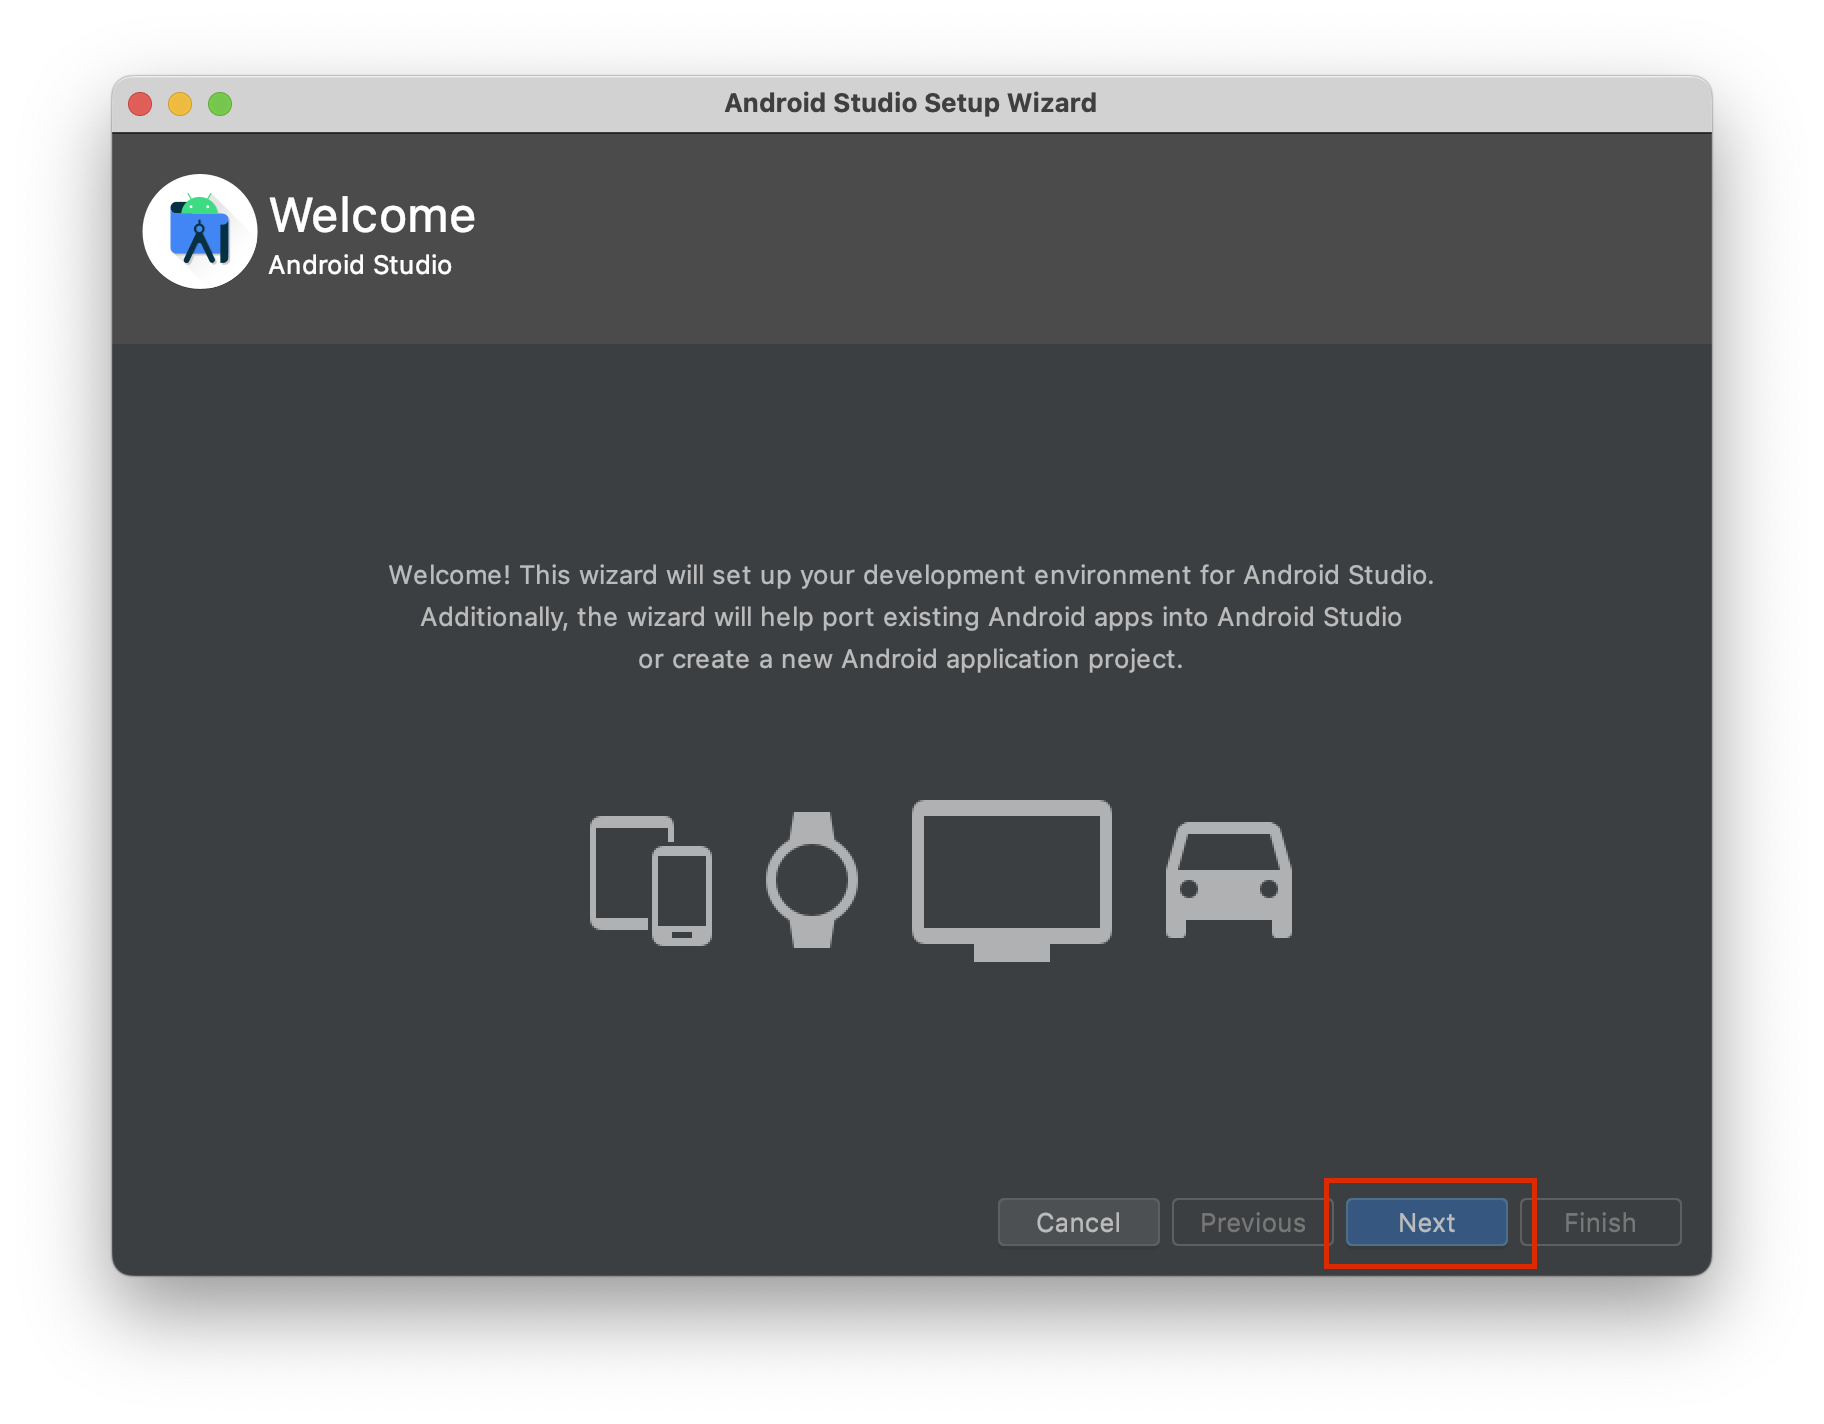 Android Studio Setup Wizard
Welcome
Android Studio
Welcome! This wizard will set up your development environment for Android Studio.
Additionally, the wizard will help port existing Android apps into Android Studio
or create a new Android application project.
Cancel Previous Next Finish